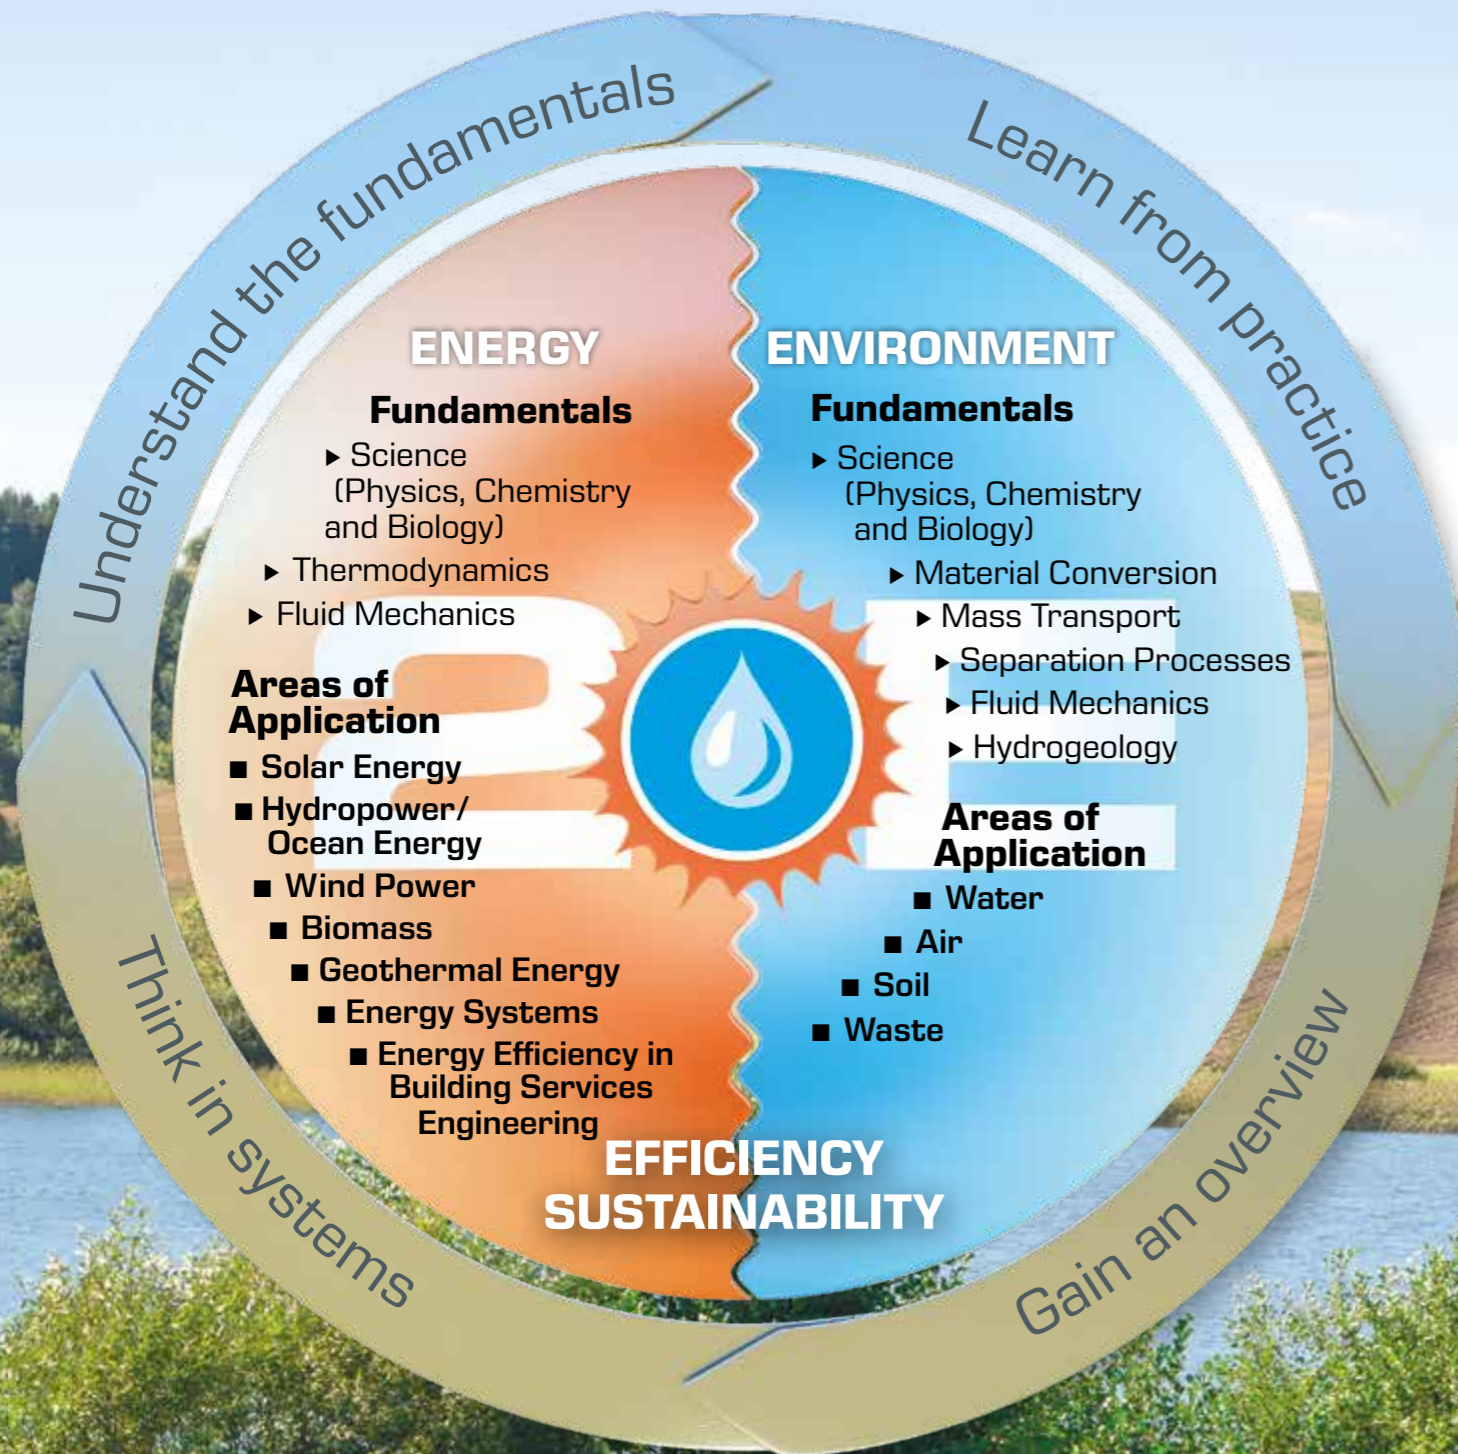 Understand the fundamentals
Learn from practice
Gain an overview
Think in systems
ENERGY
Fundamentals
▸ Science
(Physics, Chemistry
and Biology)
▸ Thermodynamics
▸ Fluid Mechanics
Areas of
Application
■ Solar Energy
■ Hydropower/
Ocean Energy
■ Wind Power
■ Biomass
■ Geothermal Energy
■ Energy Systems
■ Energy Efficiency in
Building Services
Engineering
ENVIRONMENT
Fundamentals
▸ Science
(Physics, Chemistry
and Biology)
▸ Material Conversion
▸ Mass Transport
▸ Separation Processes
▸ Fluid Mechanics
▸ Hydrogeology
Areas of
Application
■ Water
■ Air
■ Soil
■ Waste
2E
EFFICIENCY
SUSTAINABILITY